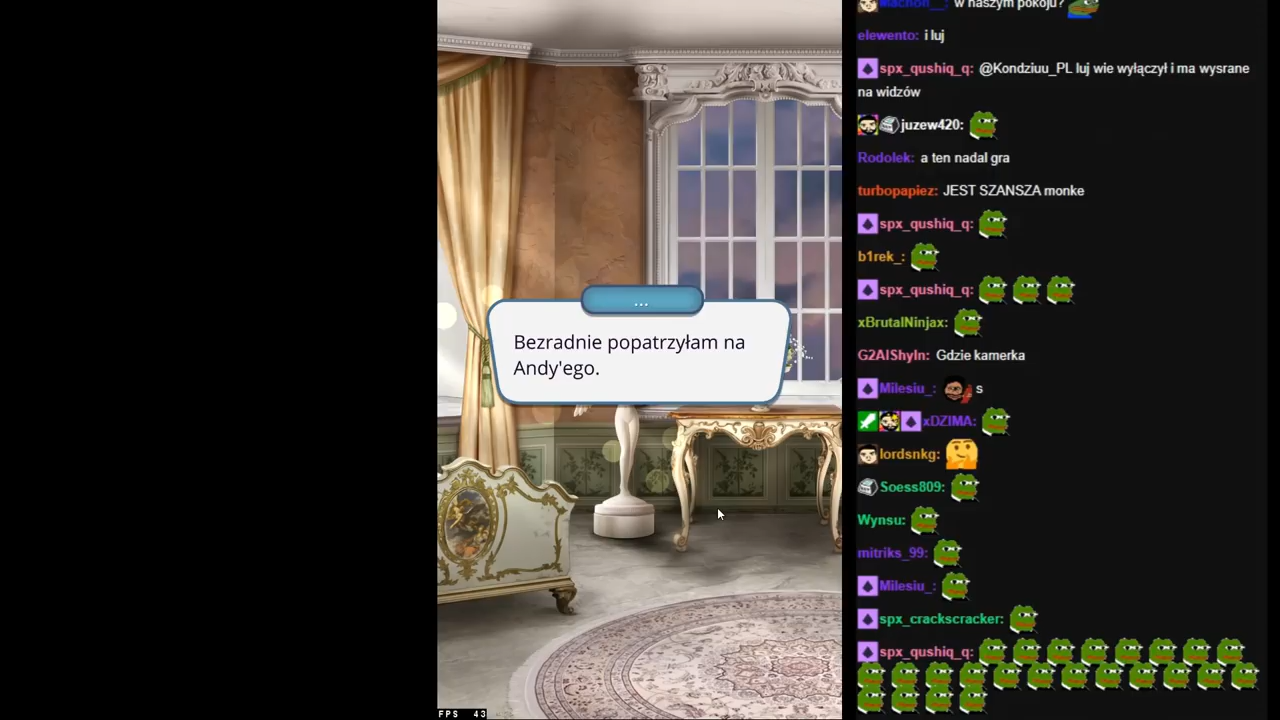 ...
Bezradnie popatrzyłam na
Andy'ego.
FPS 43
Machon__: w naszym pokoju?
elewento: i luj
spx_qushiq_q: @Kondziuu_PL luj wie wyłączył i ma wysrane
na widzów
juzew420:
Rodolek: a ten nadal gra
turbopapiez: JEST SZANSZA monke
spx_qushiq_q:
b1rek_:
spx_qushiq_q:
xBrutalNinjax:
G2AIShyIn: Gdzie kamerka
Milesiu_: s
xDZIMA:
lordsnkg:
Soess809:
Wynsu:
mitriks_99:
Milesiu_:
spx_crackscracker:
spx_qushiq_q: